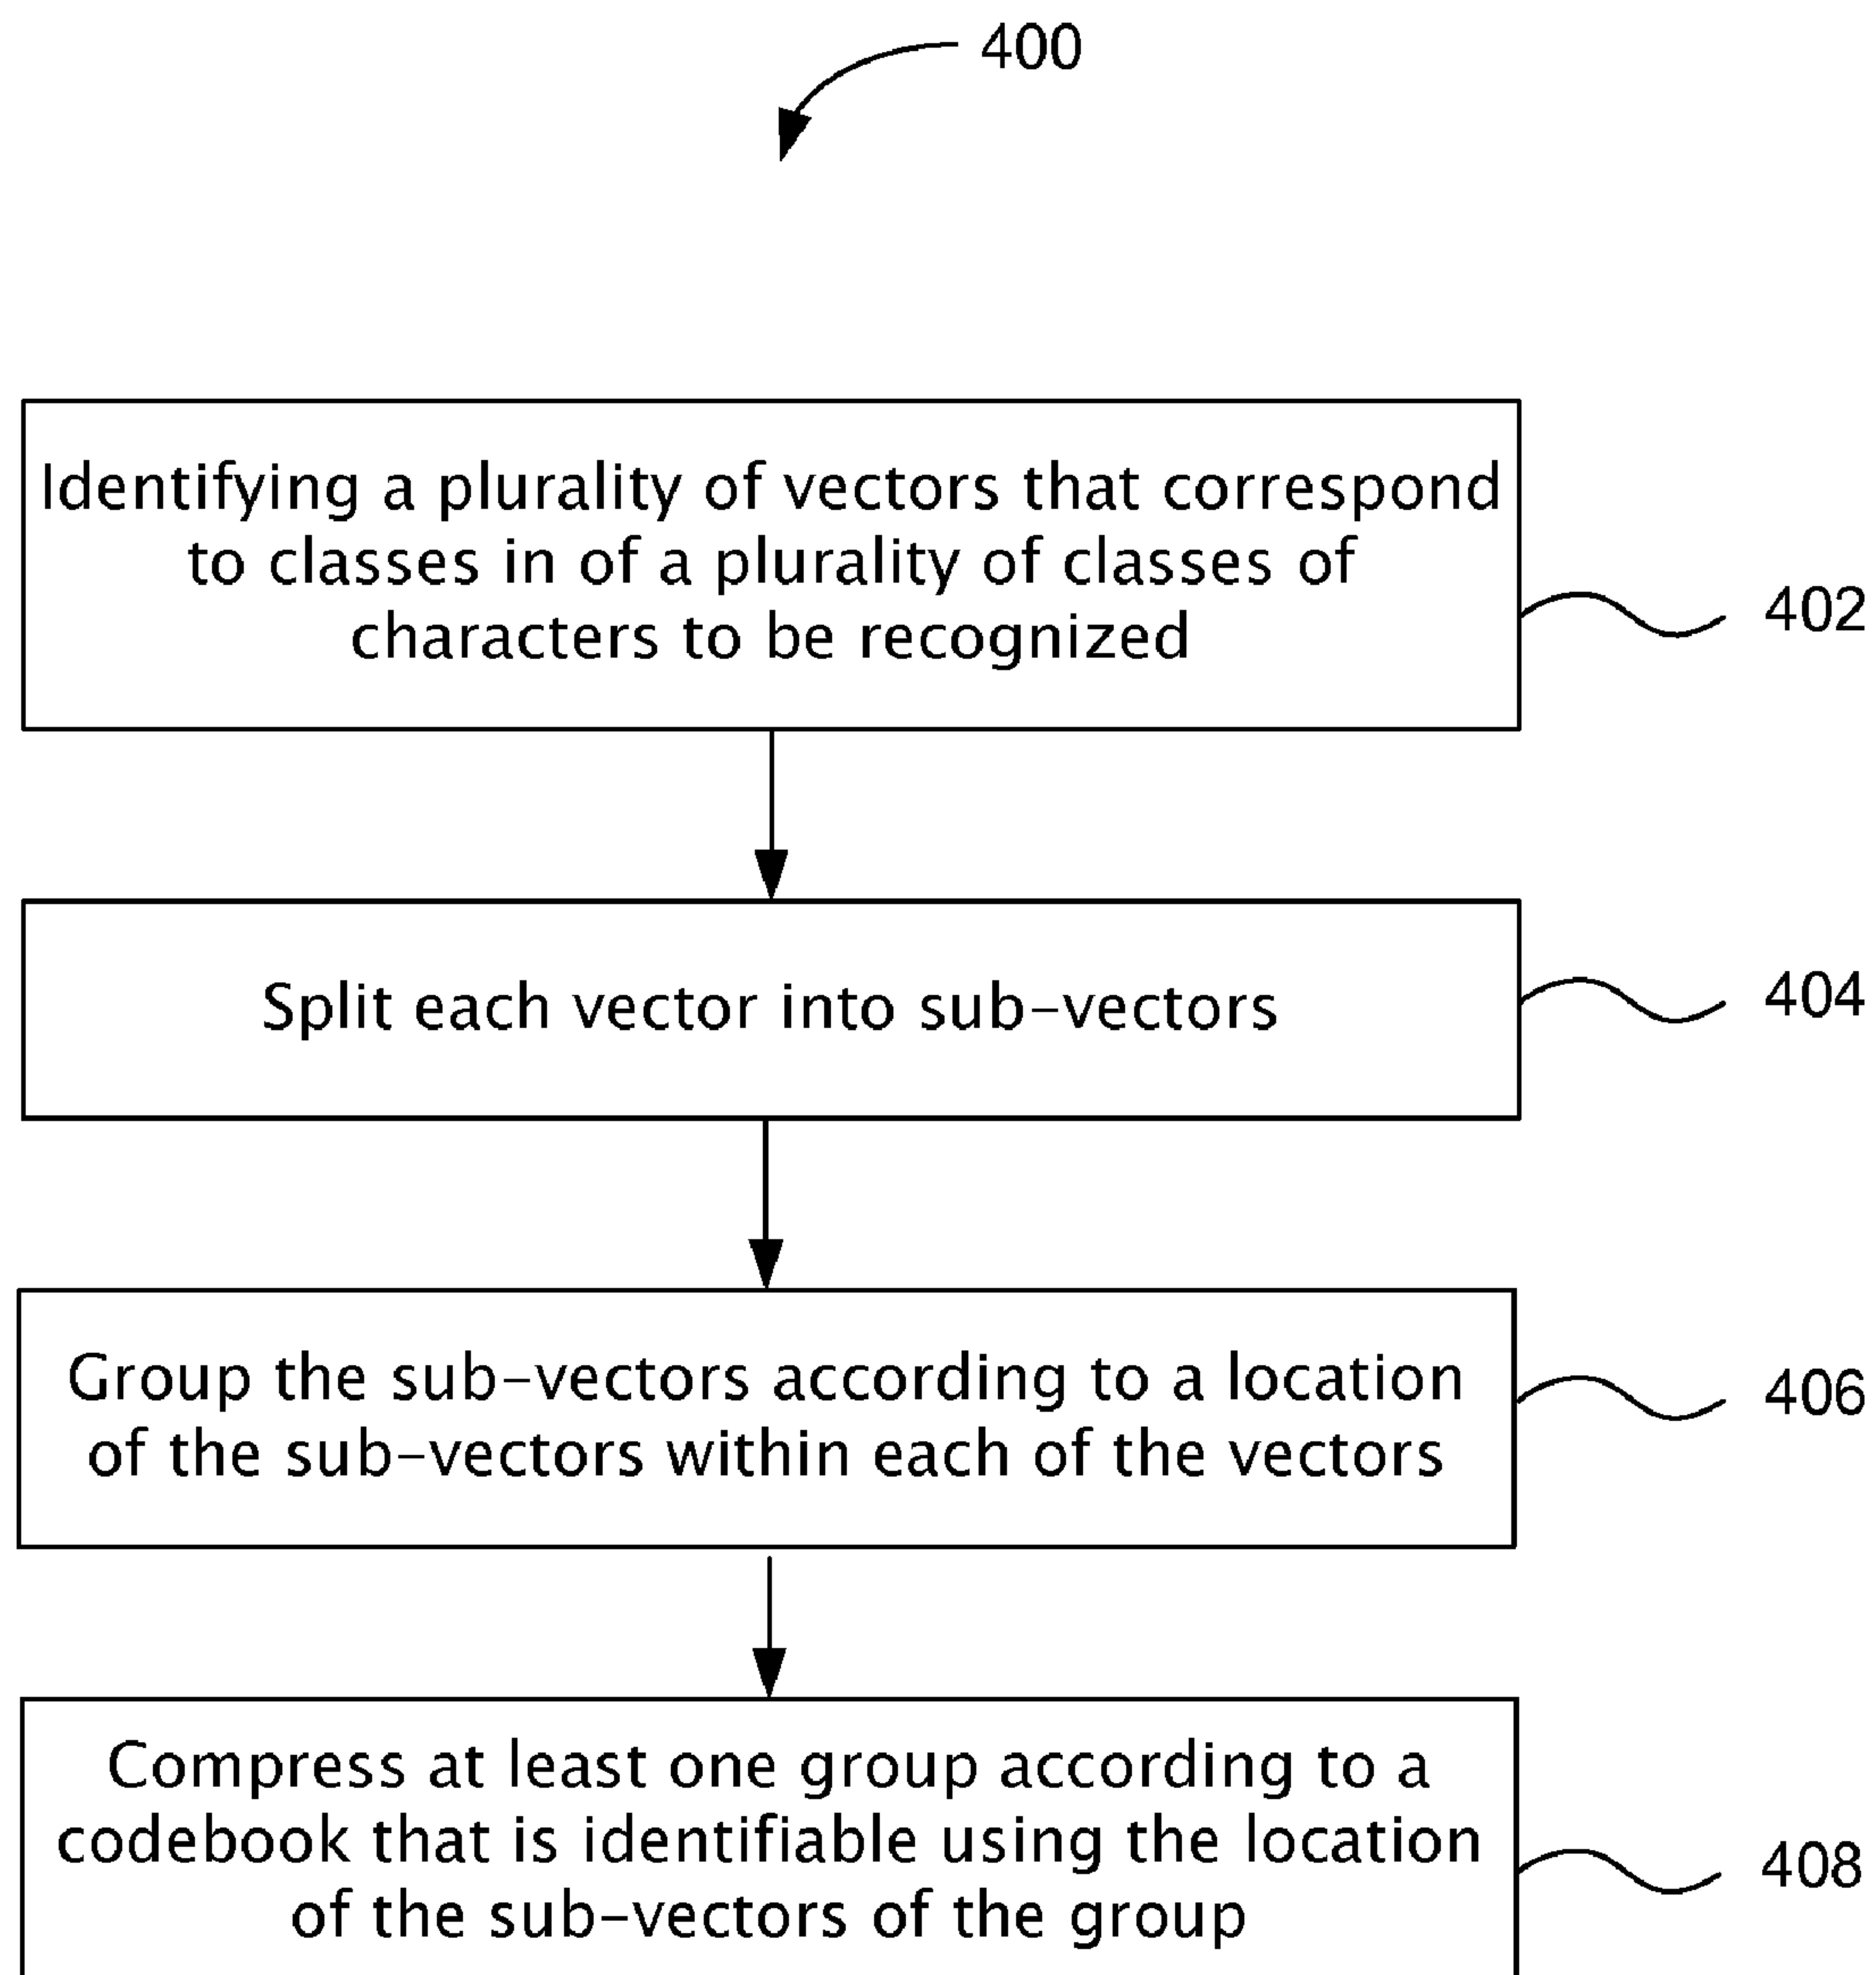 400
Identifying a plurality of vectors that correspond
to classes in of a plurality of classes of
characters to be recognized
402
Split each vector into sub-vectors
404
Group the sub-vectors according to a location
of the sub-vectors within each of the vectors
406
Compress at least one group according to a
codebook that is identifiable using the location
of the sub-vectors of the group
408